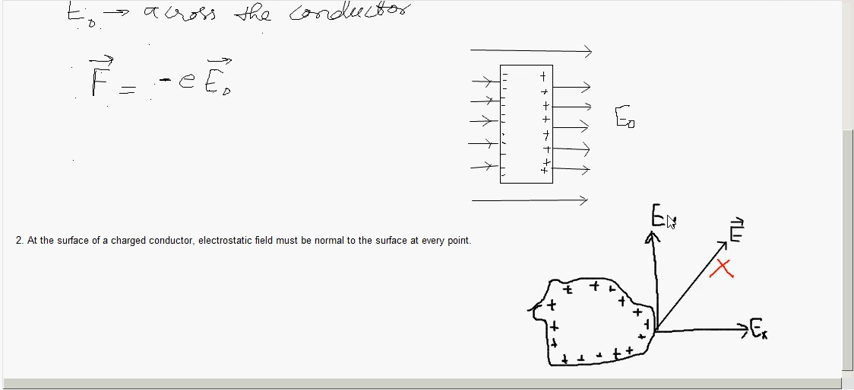 E₀ → across the conductor
F⃗ = -e E⃗₀
E₀
2. At the surface of a charged conductor, electrostatic field must be normal to the surface at every point.
E⃗
Eₓ